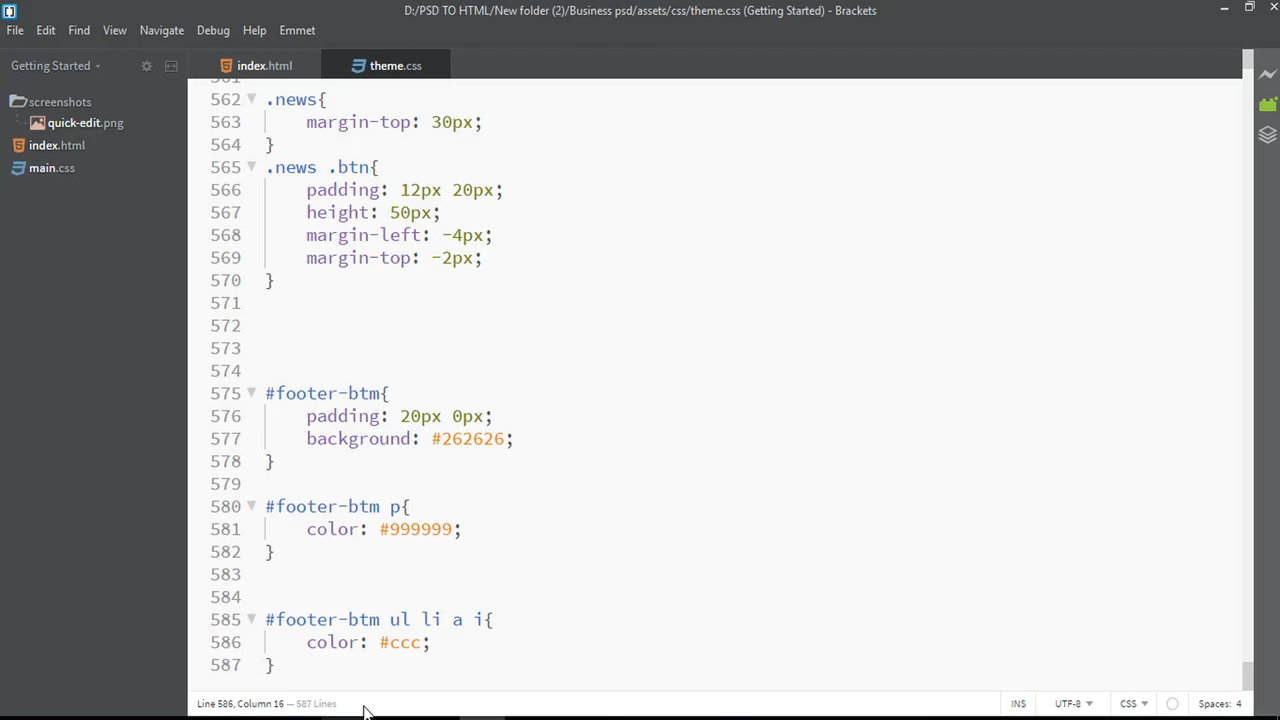 D:/PSD TO HTML/New folder (2)/Business psd/assets/css/theme.css (Getting Started) - Brackets
File Edit Find View Navigate Debug Help Emmet
Getting Started
index.html
theme.css
screenshots
quick-edit.png
index.html
main.css
561
562 .news{
563 margin-top: 30px;
564 }
565 .news .btn{
566 padding: 12px 20px;
567 height: 50px;
568 margin-left: -4px;
569 margin-top: -2px;
570 }
571
572
573
574
575 #footer-btm{
576 padding: 20px 0px;
577 background: #262626;
578 }
579
580 #footer-btm p{
581 color: #999999;
582 }
583
584
585 #footer-btm ul li a i{
586 color: #ccc;
587 }
Line 586, Column 16 — 587 Lines
INS UTF-8 CSS Spaces: 4